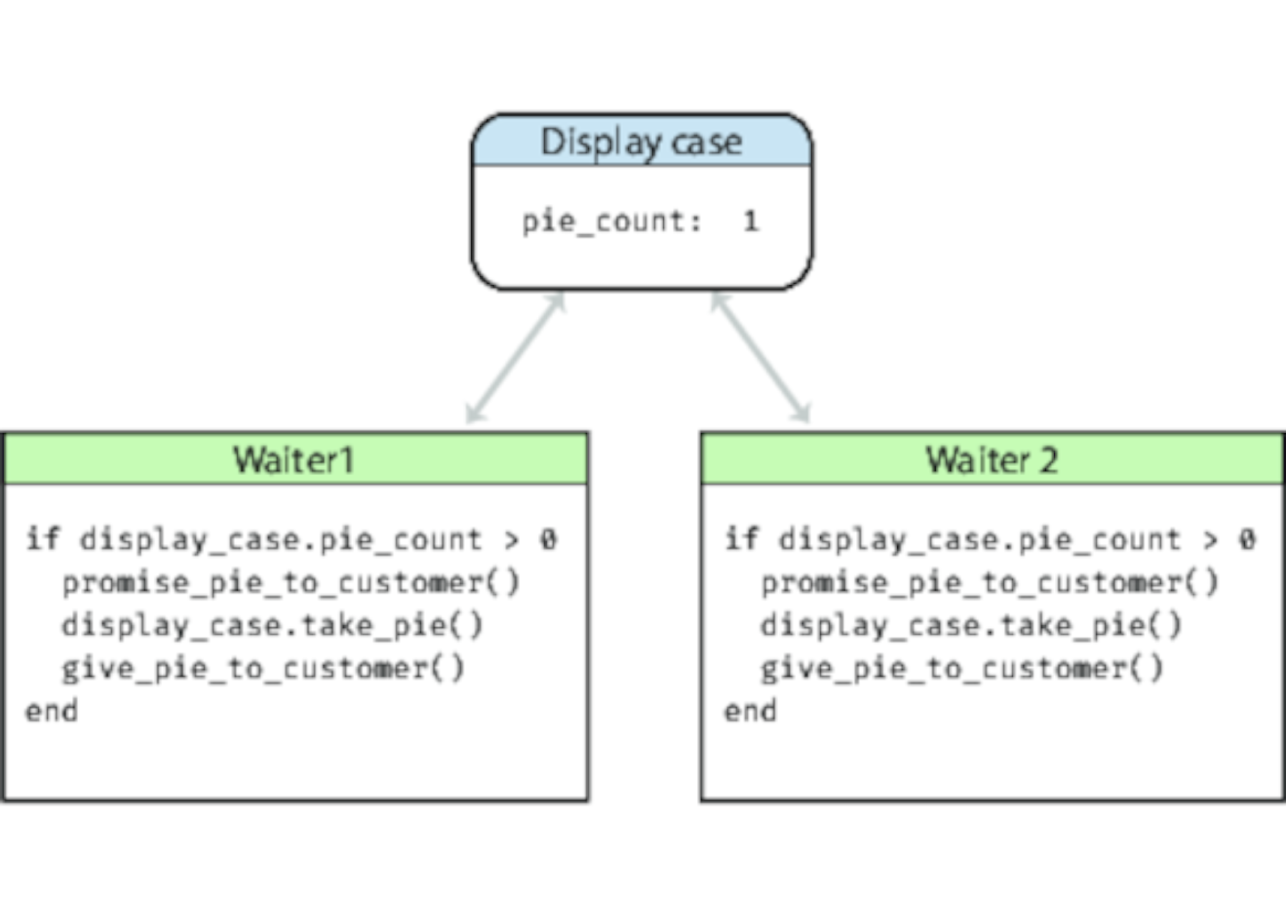 Display case
pie_count:  1
Waiter1
if display_case.pie_count > 0
  promise_pie_to_customer()
  display_case.take_pie()
  give_pie_to_customer()
end
Waiter 2
if display_case.pie_count > 0
  promise_pie_to_customer()
  display_case.take_pie()
  give_pie_to_customer()
end